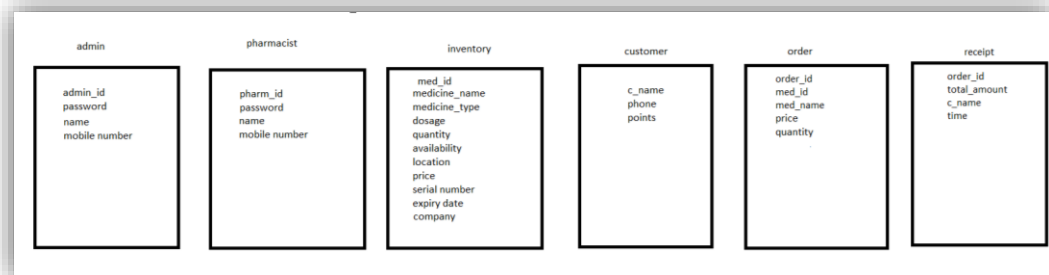 admin
admin_id
password
name
mobile number
pharmacist
pharm_id
password
name
mobile number
inventory
med_id
medicine_name
medicine_type
dosage
quantity
availability
location
price
serial number
expiry date
company
customer
c_name
phone
points
order
order_id
med_id
med_name
price
quantity
receipt
order_id
total_amount
c_name
time